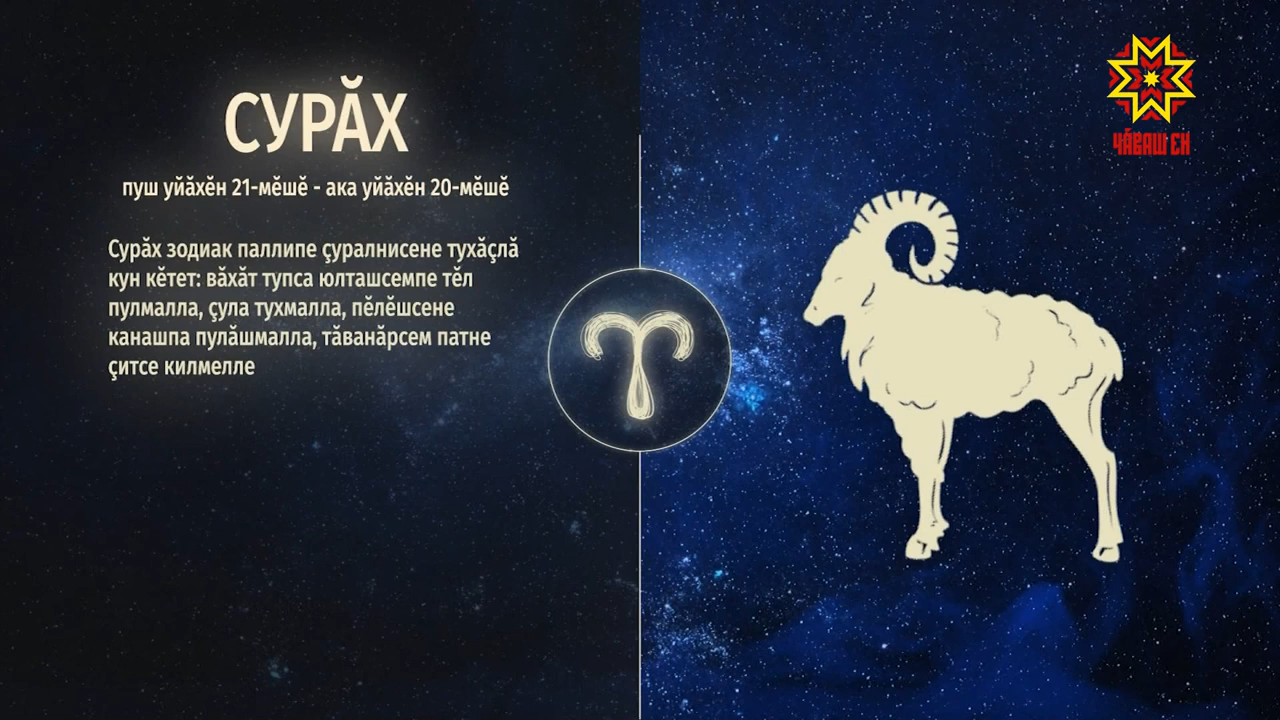 СУРӐХ
пуш уйӑхӗн 21-мӗшӗ - ака уйӑхӗн 20-мӗшӗ
Сурӑх зодиак паллипе ҫуралнисене тухӑҫлӑ
кун кӗтет: вӑхӑт тупса юлташсемпе тӗл
пулмалла, ҫула тухмалла, пӗлӗшсене
канашпа пулӑшмалла, тӑванӑрсем патне
ҫитсе килмелле
ЧӐВАШ ЕН